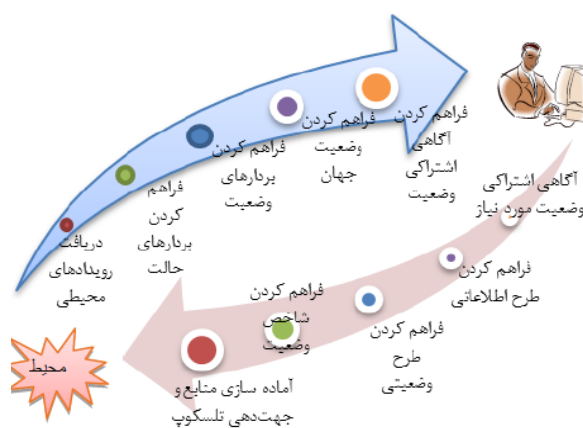 دریافت
رویدادهای
محیطی
فراهم
کردن
بردارهای
حالت
فراهم کردن
بردارهای
وضعیت
فراهم کردن
وضعیت
جهان
فراهم کردن
آگاهی
اشتراکی
وضعیت
آگاهی اشتراکی
وضعیت مورد نیاز
فراهم کردن
طرح اطلاعاتی
فراهم کردن
طرح
وضعیتی
فراهم کردن
شاخص
وضعیت
آماده سازی منابع و
جهت‌دهی تلسکوپ
محیط